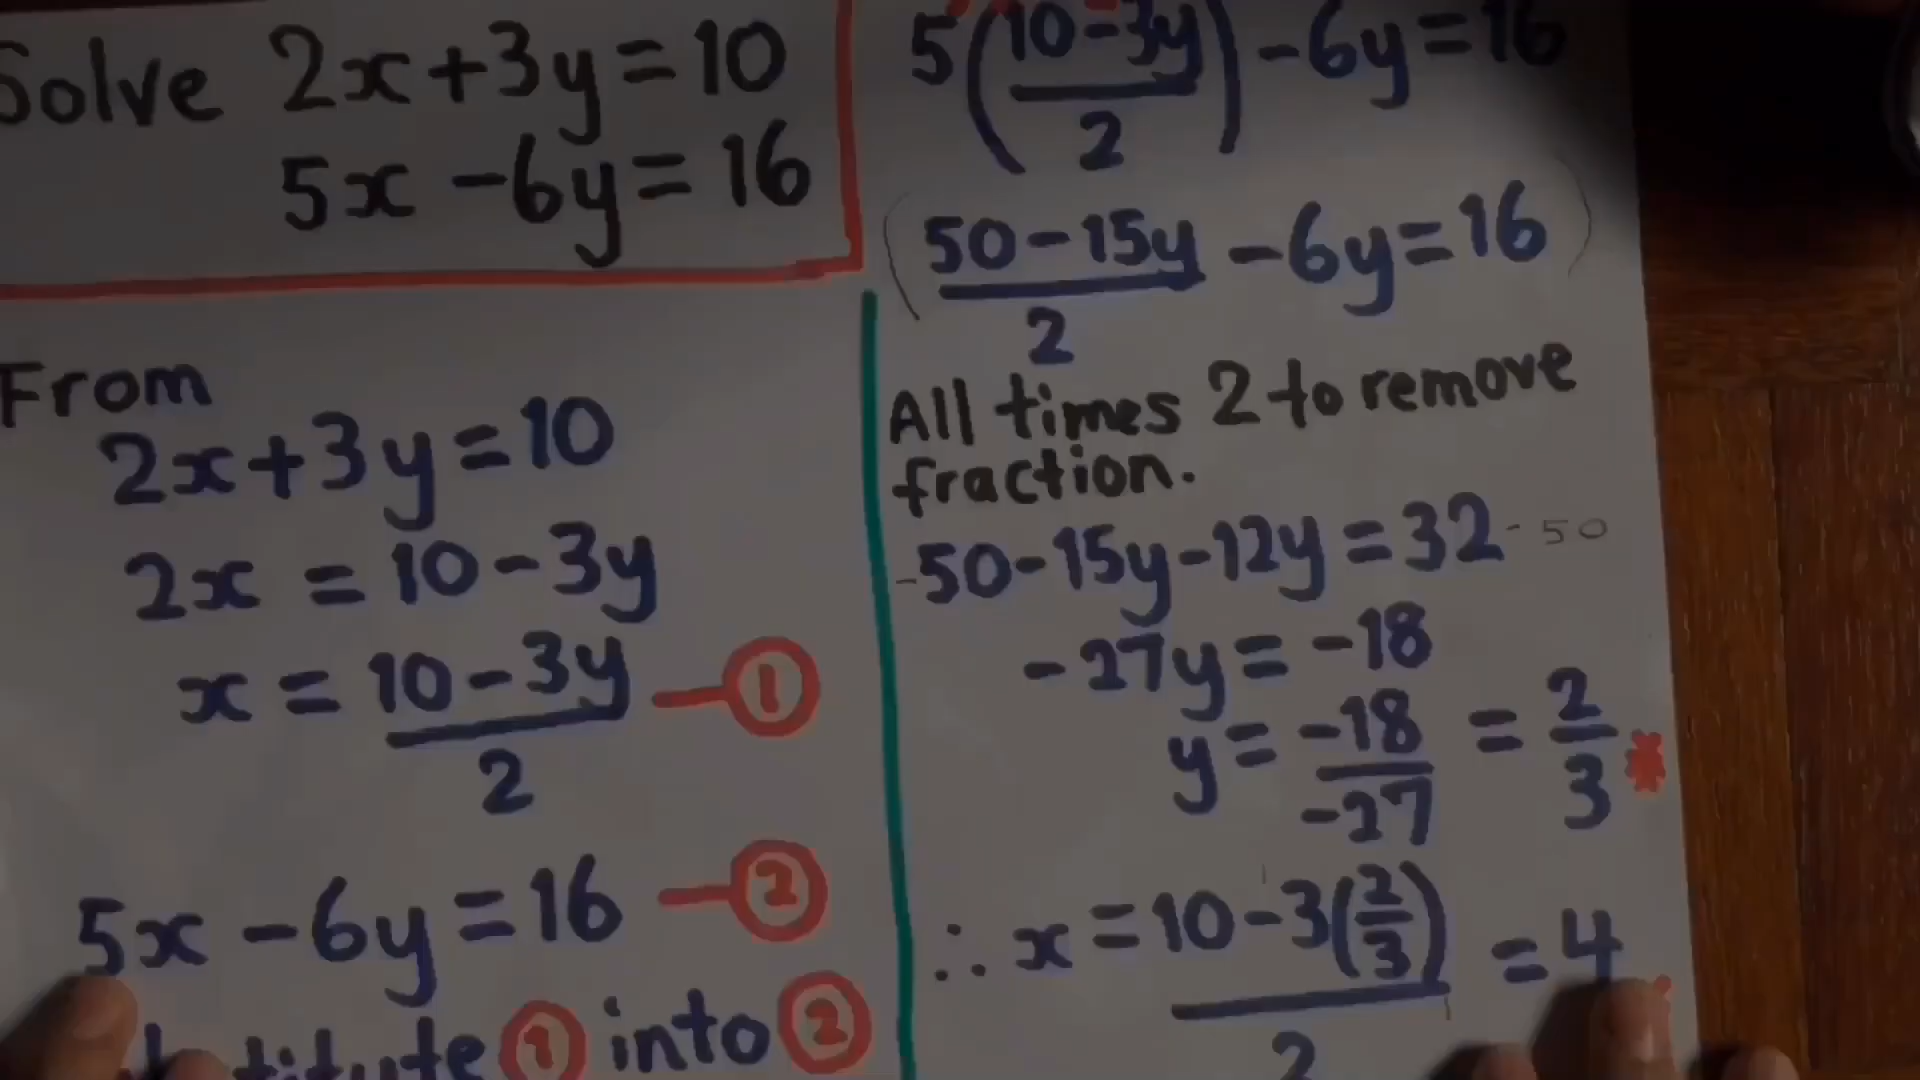 Solve 2x+3y=10
5x-6y=16
From
2x+3y=10
2x = 10-3y
x = 10-3y —①
2
5x-6y=16 —②
into ②
5(10-3y)-6y=16
2
(50-15y-6y=16)
2
All times 2 to remove
fraction.
-50-15y-12y=32-50
-27y=-18
y=-18 = 2 *
-27 3
∴ x=10-3(2/3) = 4
2